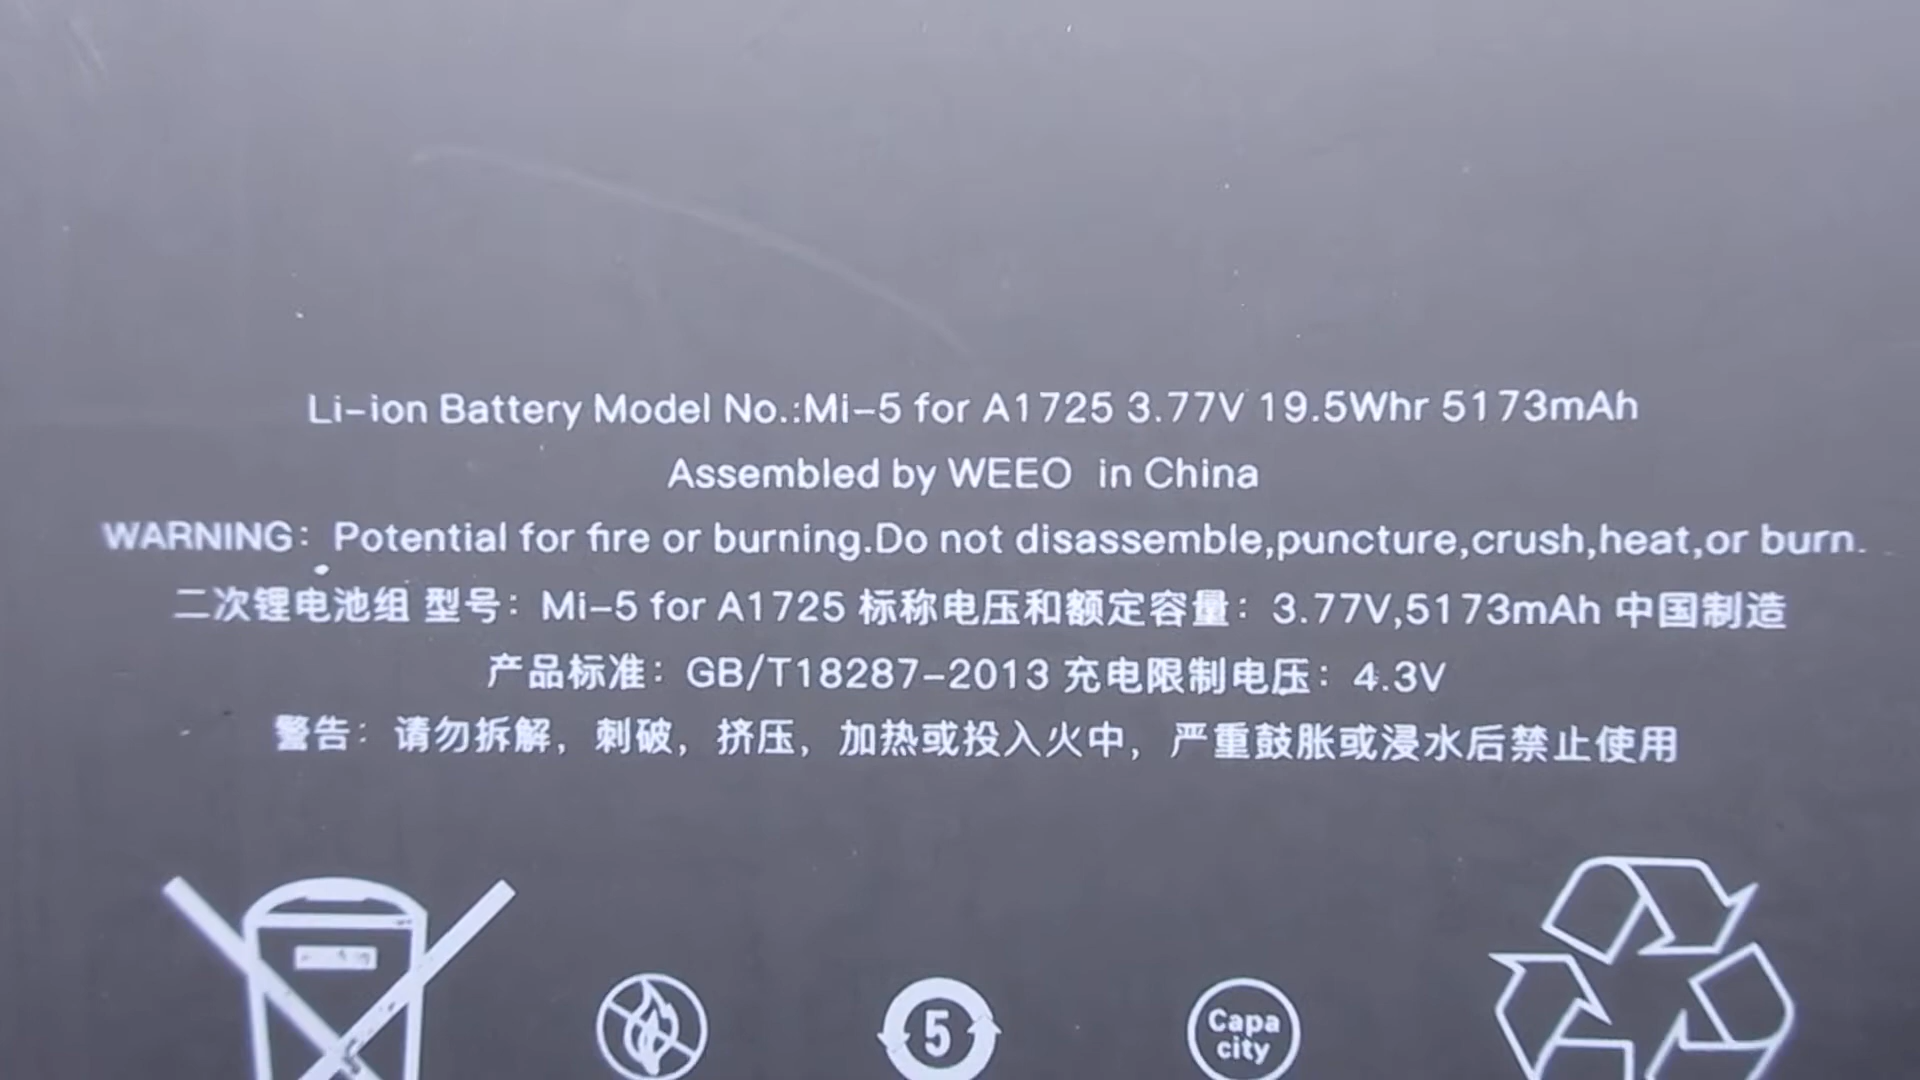 Li-ion Battery Model No.:Mi-5 for A1725 3.77V 19.5Whr 5173mAh
Assembled by WEEO in China
WARNING: Potential for fire or burning.Do not disassemble,puncture,crush,heat,or burn.
二次锂电池组 型号: Mi-5 for A1725 标称电压和额定容量: 3.77V,5173mAh 中国制造
产品标准: GB/T18287-2013 充电限制电压: 4.3V
警告: 请勿拆解, 刺破, 挤压, 加热或投入火中, 严重鼓胀或浸水后禁止使用
5
Capa
city